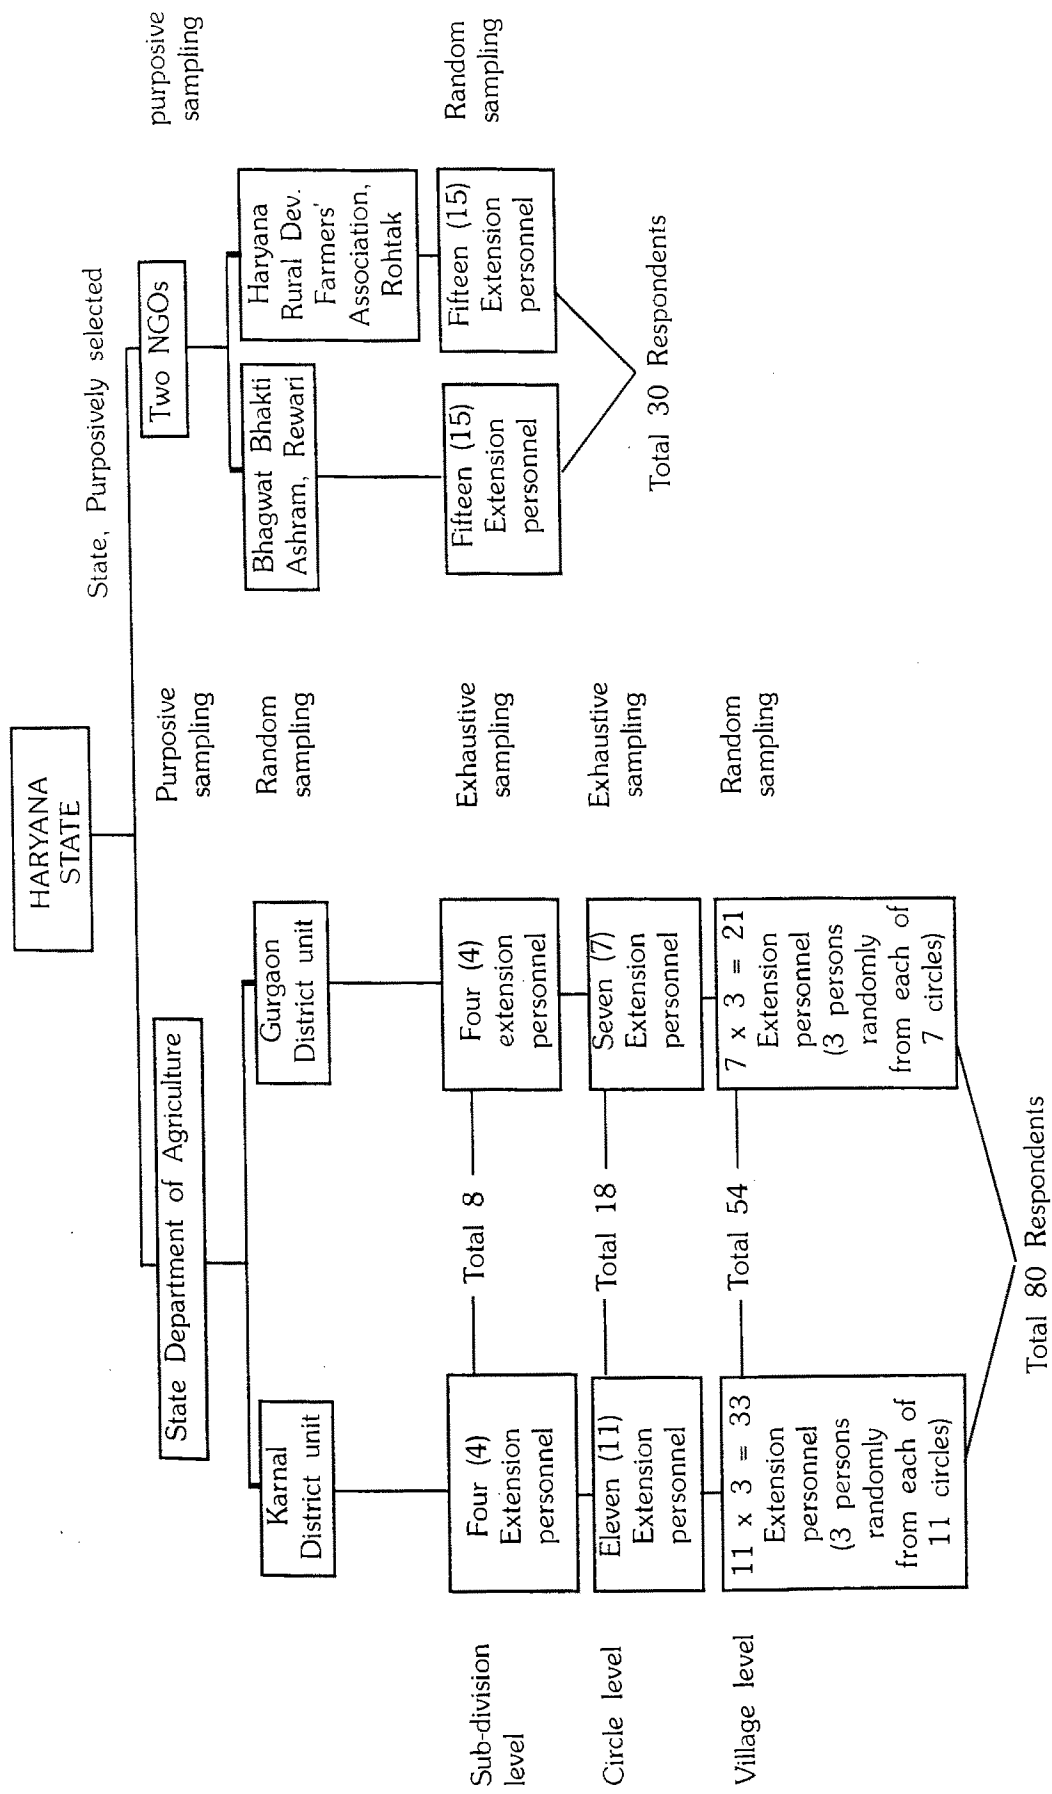 HARYANA
STATE
State, Purposively selected
State Department of Agriculture
Purposive
sampling
Two NGOs
purposive
sampling
Karnal
District unit
Gurgaon
District unit
Random
sampling
Bhagwat Bhakti
Ashram, Rewari
Haryana
Rural Dev.
Farmers'
Association,
Rohtak
Sub-division
level
Four (4)
Extension
personnel
Total 8
Four (4)
extension
personnel
Exhaustive
sampling
Fifteen (15)
Extension
personnel
Fifteen (15)
Extension
personnel
Random
sampling
Circle level
Eleven (11)
Extension
personnel
Total 18
Seven (7)
Extension
personnel
Exhaustive
sampling
Total 30 Respondents
Village level
11 x 3 = 33
Extension
personnel
(3 persons
randomly
from each of
11 circles)
Total 54
7 x 3 = 21
Extension
personnel
(3 persons
randomly
from each of
7 circles)
Random
sampling
Total 80 Respondents